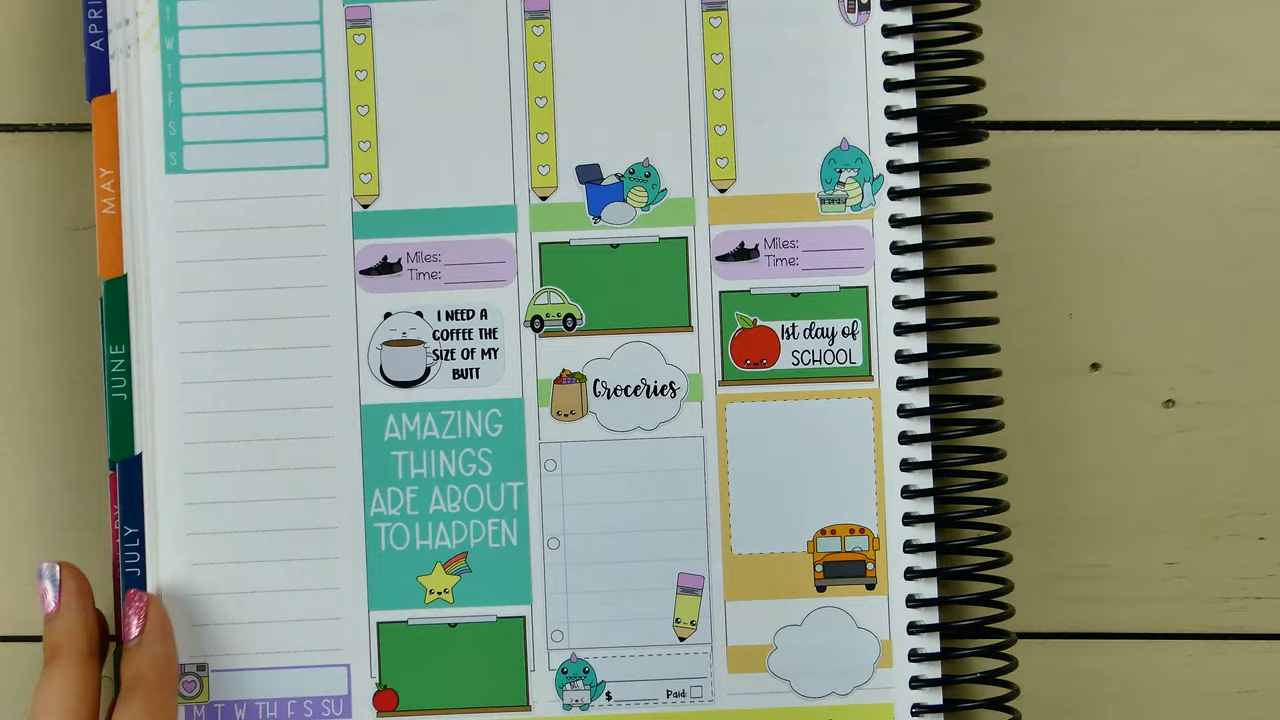 APRI
MAY
JUNE
JULY
T
W
T
F
S
S
Miles:
Time:
I NEED A
COFFEE THE
SIZE OF MY
BUTT
AMAZING
THINGS
ARE ABOUT
TO HAPPEN
M T W TH F S SU
Groceries
$
Paid:
Miles:
Time:
1st day of
SCHOOL